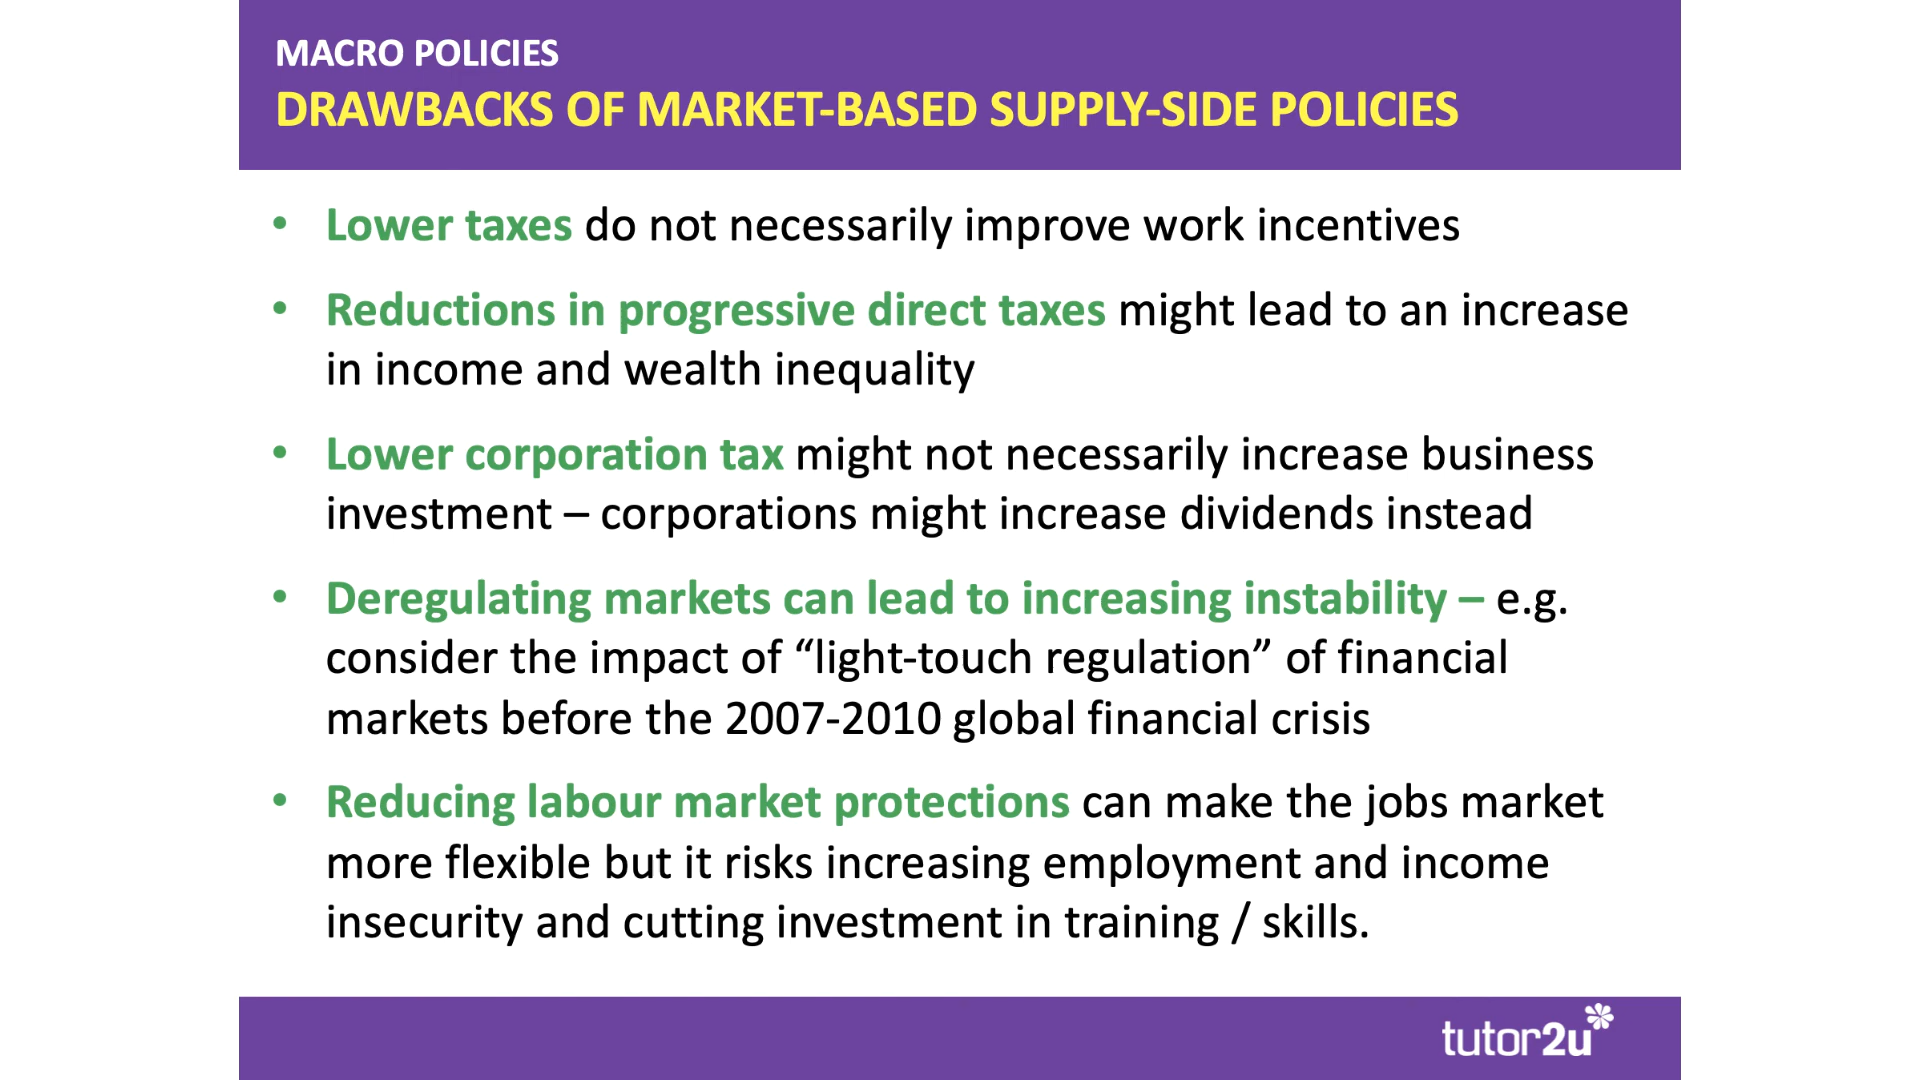 MACRO POLICIES
DRAWBACKS OF MARKET-BASED SUPPLY-SIDE POLICIES
• Lower taxes do not necessarily improve work incentives
• Reductions in progressive direct taxes might lead to an increase
in income and wealth inequality
• Lower corporation tax might not necessarily increase business
investment – corporations might increase dividends instead
• Deregulating markets can lead to increasing instability – e.g.
consider the impact of “light-touch regulation” of financial
markets before the 2007-2010 global financial crisis
• Reducing labour market protections can make the jobs market
more flexible but it risks increasing employment and income
insecurity and cutting investment in training / skills.
tutor2u